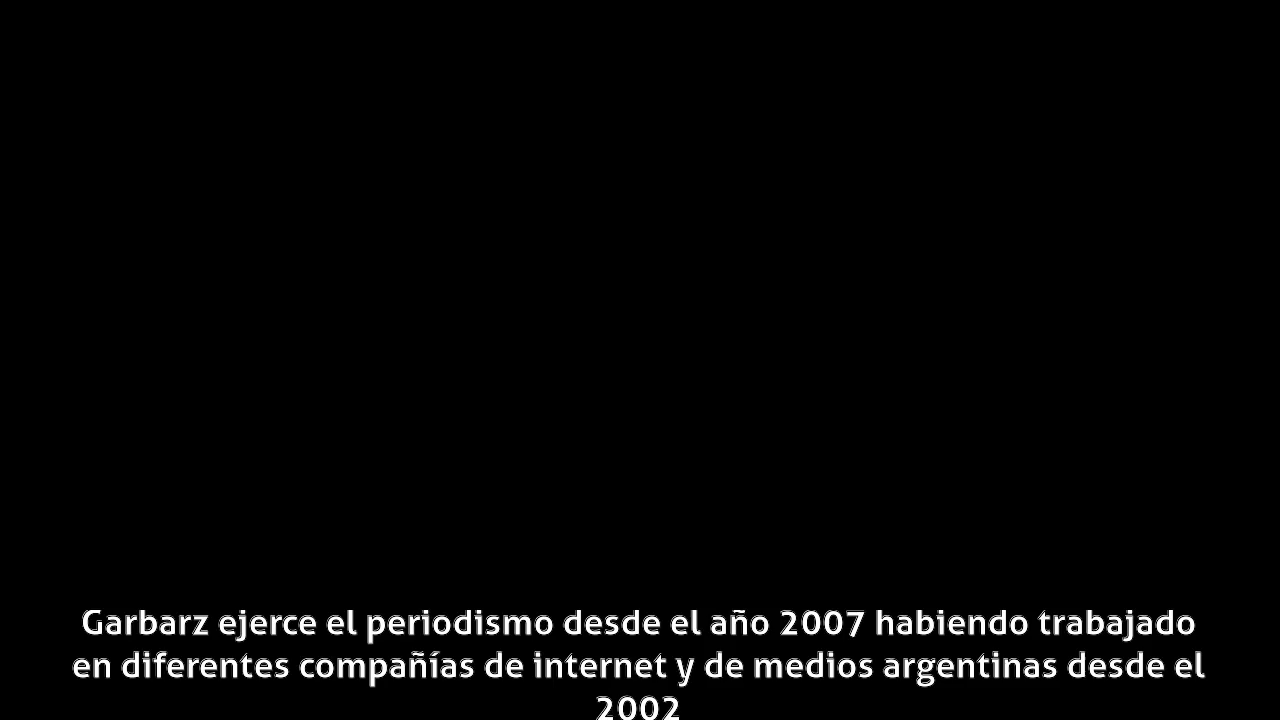 Garbarz ejerce el periodismo desde el año 2007 habiendo trabajado
en diferentes compañías de internet y de medios argentinas desde el
2002